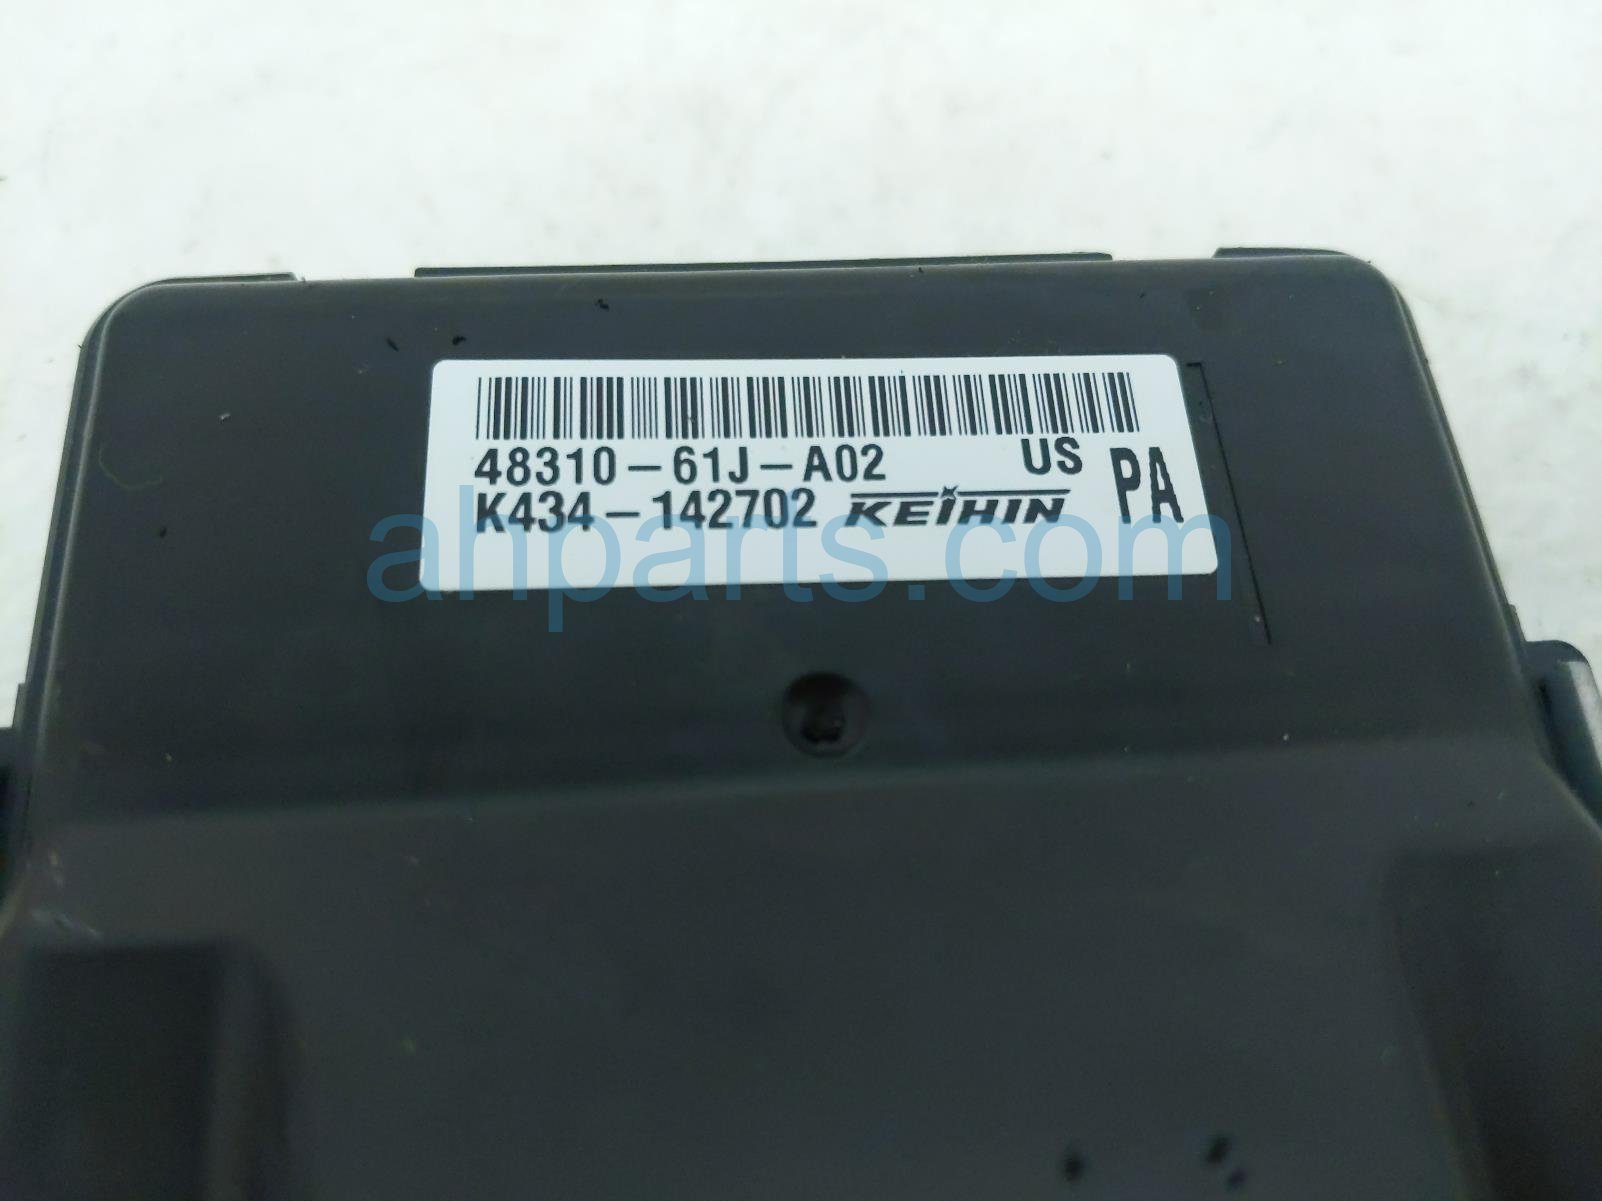 48310-61J-A02 US PA
K434-142702 KEIHIN
ahparts.com